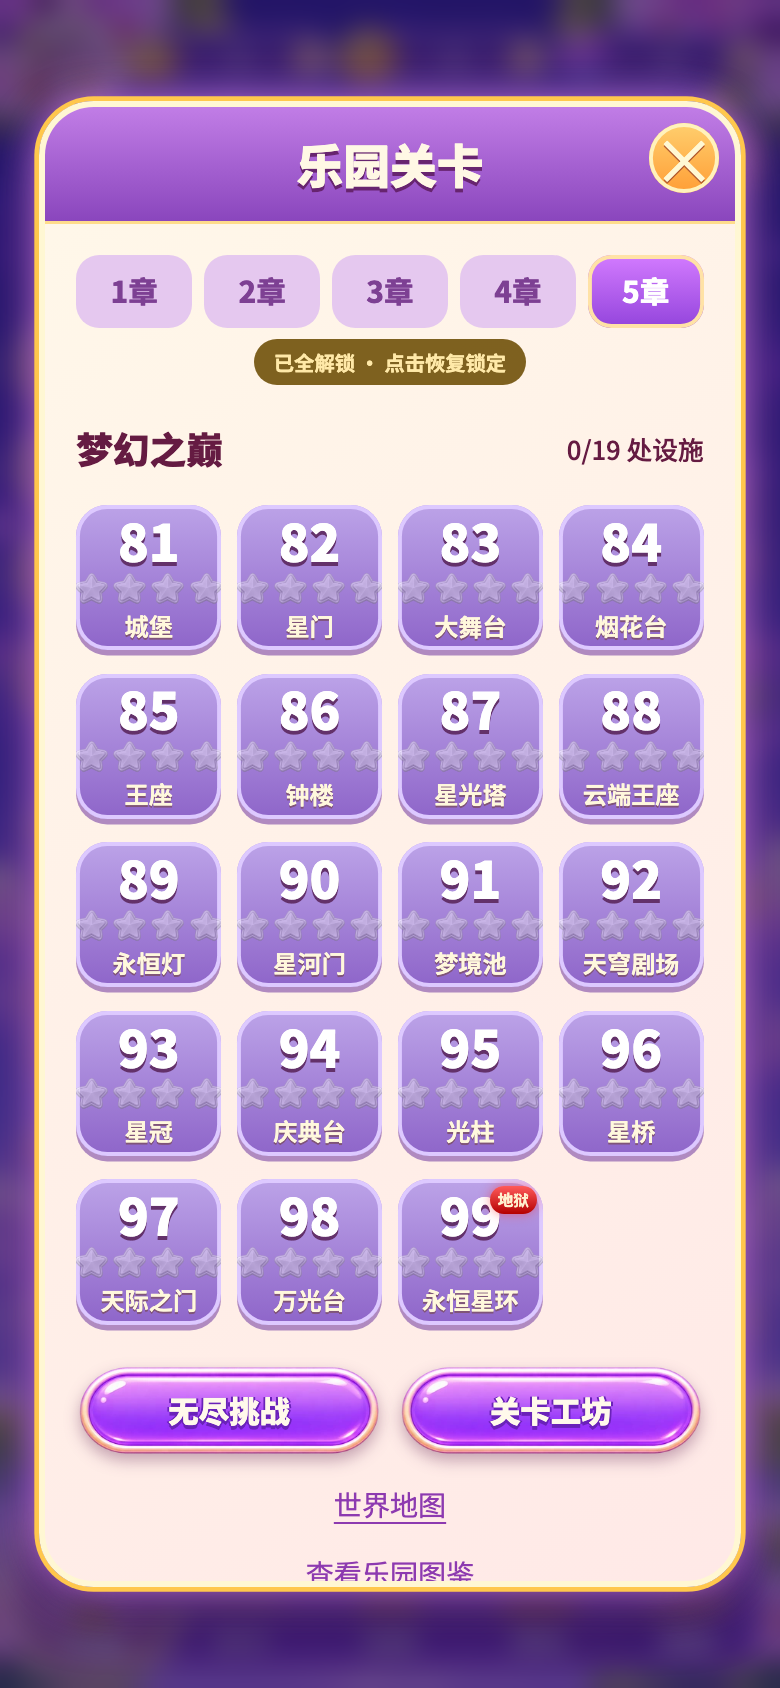 乐园关卡
1章 2章 3章 4章 5章
已全解锁 · 点击恢复锁定
梦幻之巅 0/19 处设施
81 82 83 84
城堡 星门 大舞台 烟花台
85 86 87 88
王座 钟楼 星光塔 云端王座
89 90 91 92
永恒灯 星河门 梦境池 天穹剧场
93 94 95 96
星冠 庆典台 光柱 星桥
97 98 99 地狱
天际之门 万光台 永恒星环
无尽挑战 关卡工坊
世界地图
查看乐园图鉴